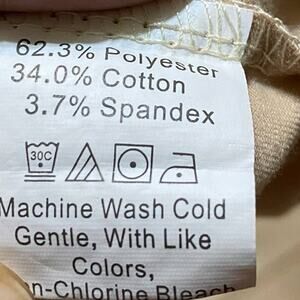 62.3% Polyester
34.0% Cotton
3.7% Spandex
30C
Machine Wash Cold
Gentle, With Like
Colors,
n-Chlorine Bleach